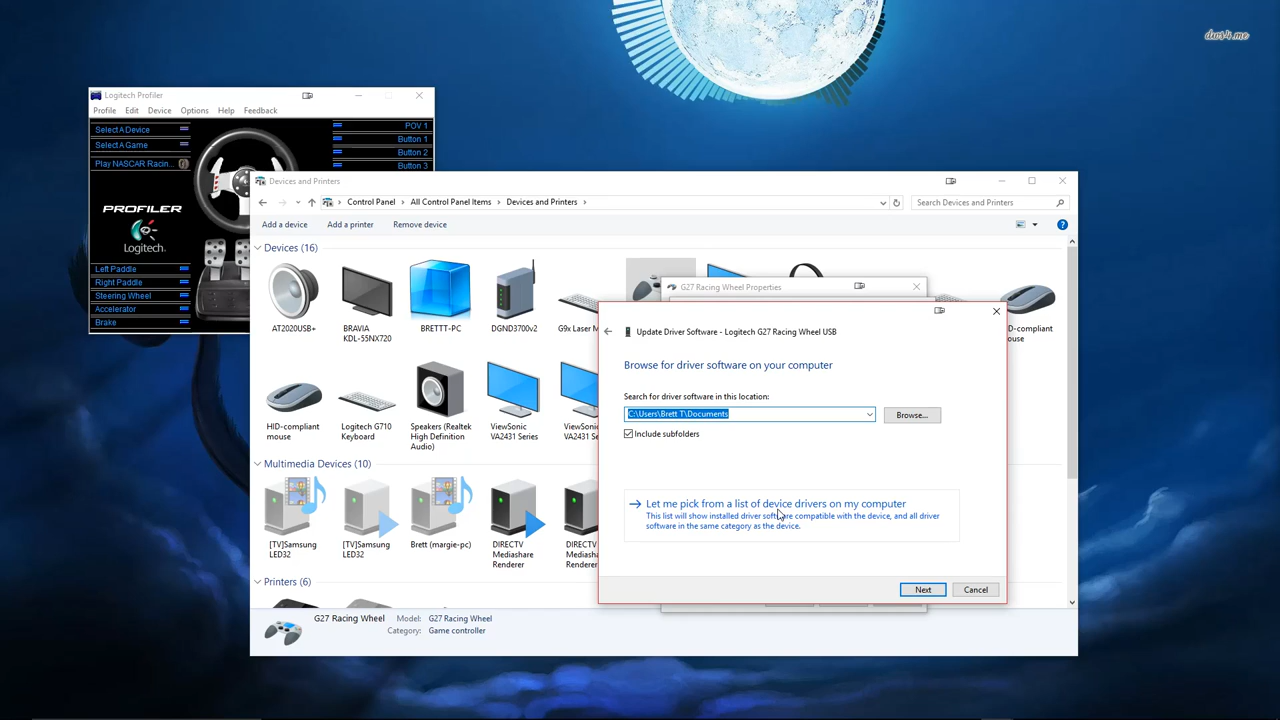 dws4.me
Logitech Profiler
Profile Edit Device Options Help Feedback
Select A Device
Select A Game
Play NASCAR Racin...
POV 1
Button 1
Button 2
Button 3
PROFILER
Logitech
Left Paddle
Right Paddle
Steering Wheel
Accelerator
Brake
Devices and Printers
Control Panel
All Control Panel Items
Devices and Printers
Search Devices and Printers
Add a device
Add a printer
Remove device
Devices (16)
AT2020USB+
BRAVIA
KDL-55NX720
BRETTT-PC
DGND3700v2
G9x Laser M
ID-compliant
mouse
HID-compliant
mouse
Logitech G710
Keyboard
Speakers (Realtek
High Definition
Audio)
ViewSonic
VA2431 Series
ViewSonic
VA2431 Se
Multimedia Devices (10)
[TV]Samsung
LED32
[TV]Samsung
LED32
Brett (margie-pc)
DIRECTV
Mediashare
Renderer
DIRECTV
Mediasha
Renderer
Printers (6)
G27 Racing Wheel
Model: G27 Racing Wheel
Category: Game controller
G27 Racing Wheel Properties
Update Driver Software - Logitech G27 Racing Wheel USB
Browse for driver software on your computer
Search for driver software in this location:
C:\Users\Brett T\Documents
Browse...
Include subfolders
Let me pick from a list of device drivers on my computer
This list will show installed driver software compatible with the device, and all driver
software in the same category as the device.
Next
Cancel